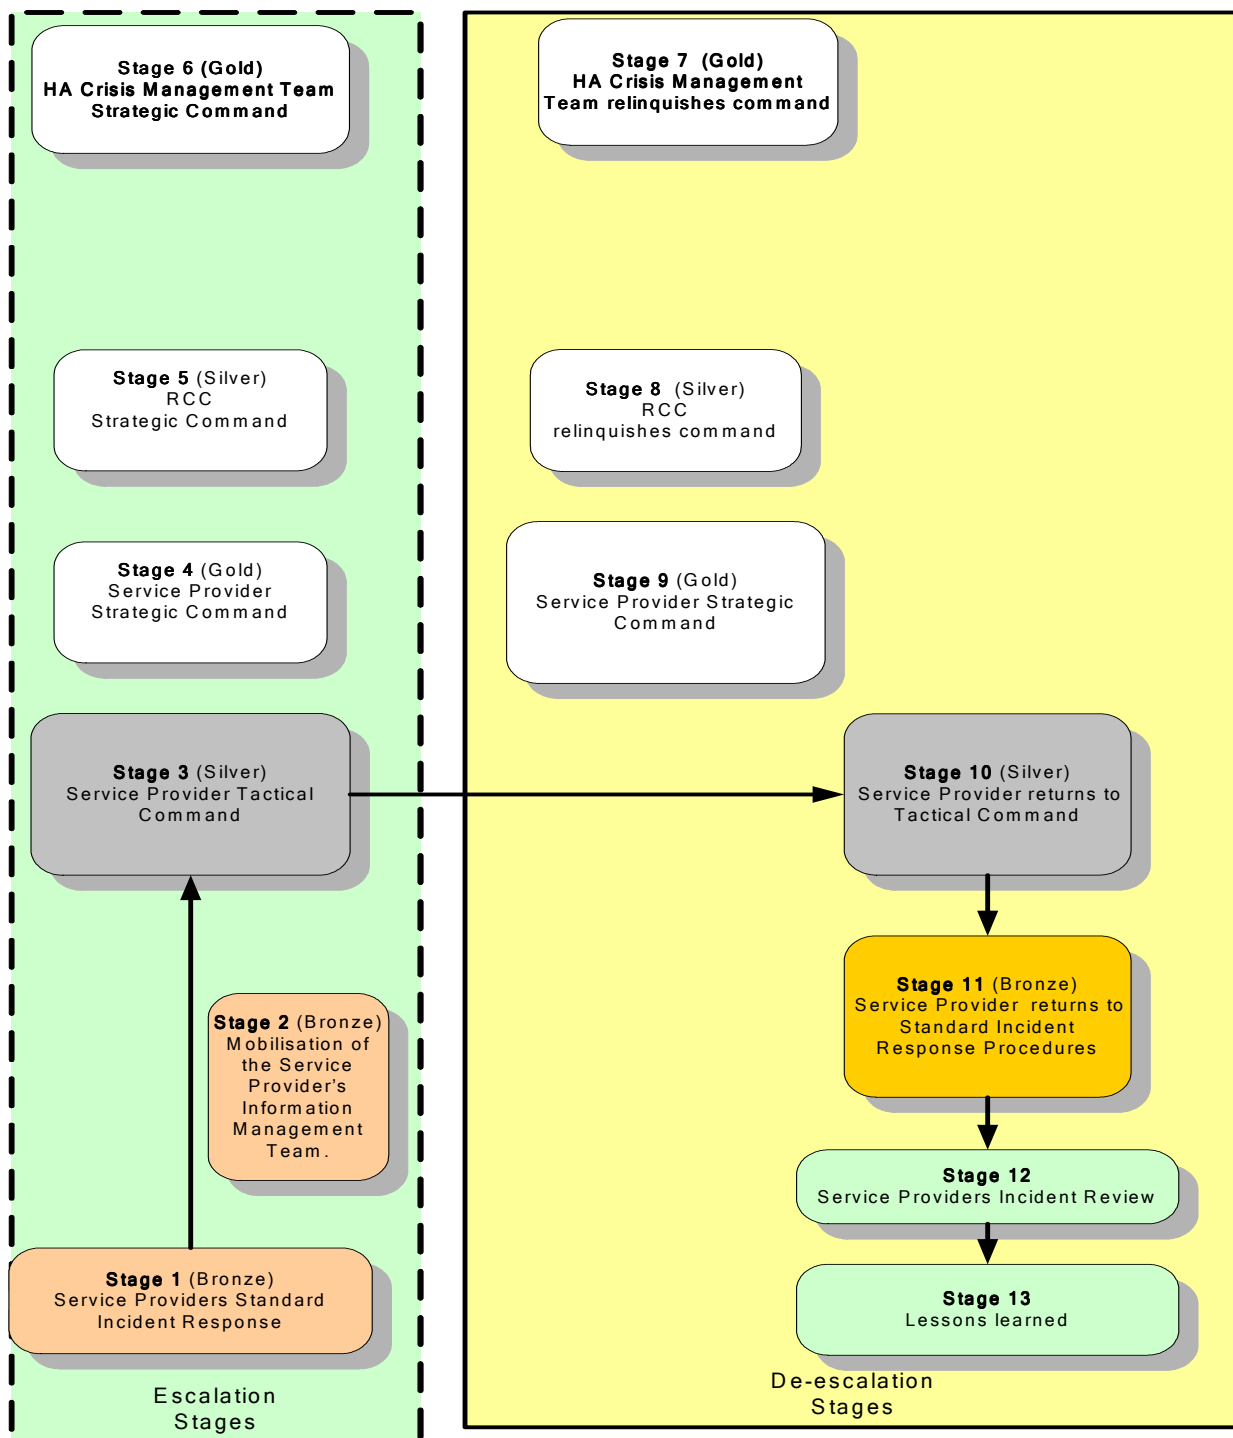 Stage 6 (Gold)
HA Crisis Management Team
Strategic Command
Stage 5 (Silver)
RCC
Strategic Command
Stage 4 (Gold)
Service Provider
Strategic Command
Stage 3 (Silver)
Service Provider Tactical
Command
Stage 2 (Bronze)
Mobilisation of
the Service
Provider's
Information
Management
Team.
Stage 1 (Bronze)
Service Providers Standard
Incident Response
Escalation
Stages
Stage 7 (Gold)
HA Crisis Management
Team relinquishes command
Stage 8 (Silver)
RCC
relinquishes command
Stage 9 (Gold)
Service Provider Strategic
Command
Stage 10 (Silver)
Service Provider returns to
Tactical Command
Stage 11 (Bronze)
Service Provider returns to
Standard Incident
Response Procedures
Stage 12
Service Providers Incident Review
Stage 13
Lessons learned
De-escalation
Stages